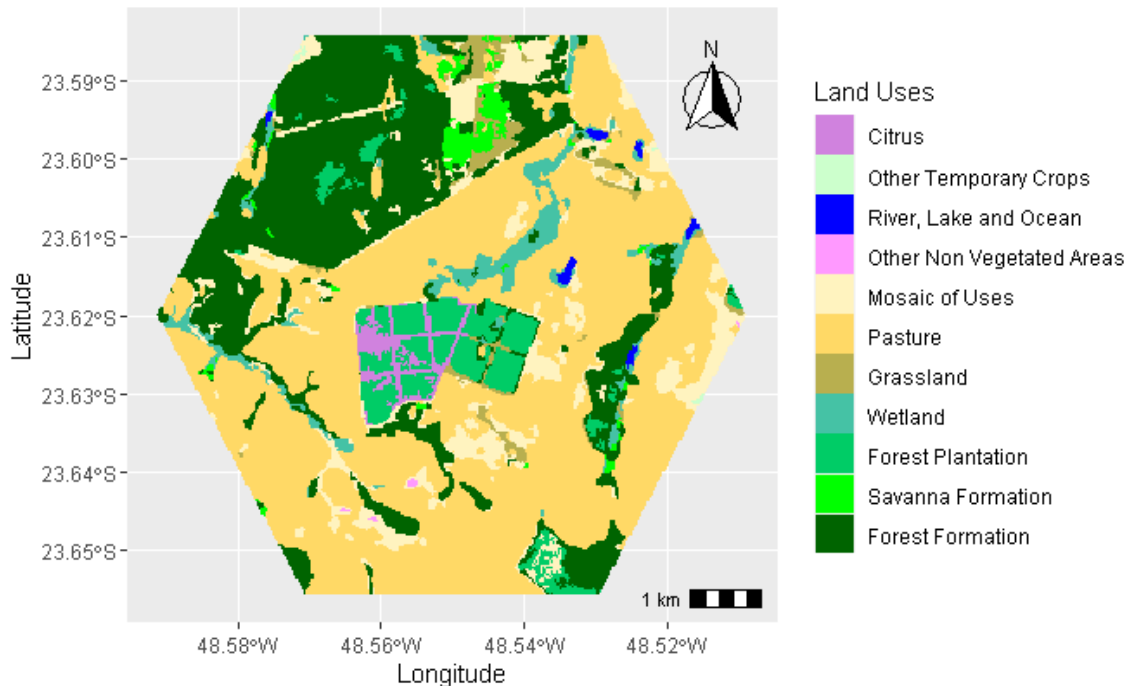 N
Latitude
23.59°S
23.60°S
23.61°S
23.62°S
23.63°S
23.64°S
23.65°S
1 km
48.58°W 48.56°W 48.54°W 48.52°W
Longitude
Land Uses
Citrus
Other Temporary Crops
River, Lake and Ocean
Other Non Vegetated Areas
Mosaic of Uses
Pasture
Grassland
Wetland
Forest Plantation
Savanna Formation
Forest Formation